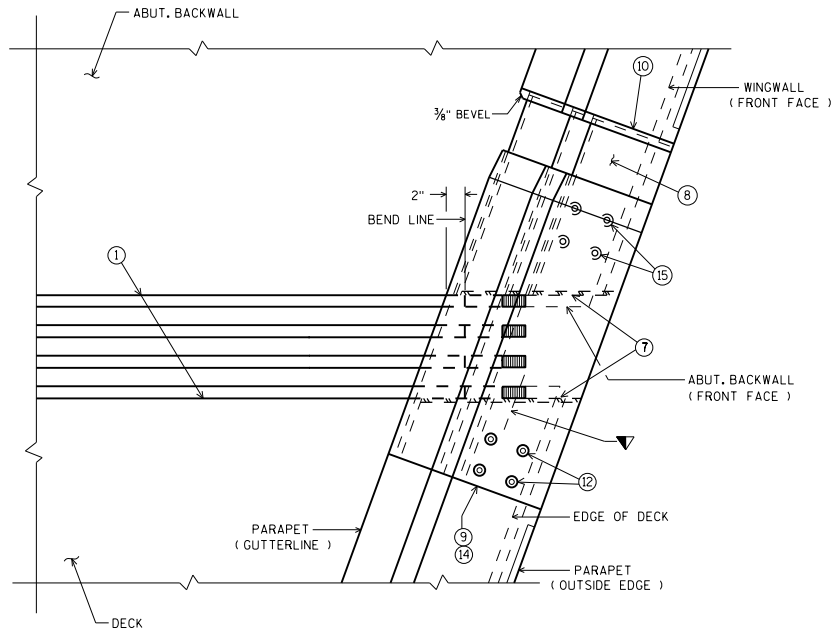 ABUT. BACKWALL
10
WINGWALL
( FRONT FACE )
3/8" BEVEL
8
2"
BEND LINE
1
15
7
ABUT. BACKWALL
( FRONT FACE )
12
EDGE OF DECK
PARAPET
( GUTTERLINE )
9
14
PARAPET
( OUTSIDE EDGE )
DECK